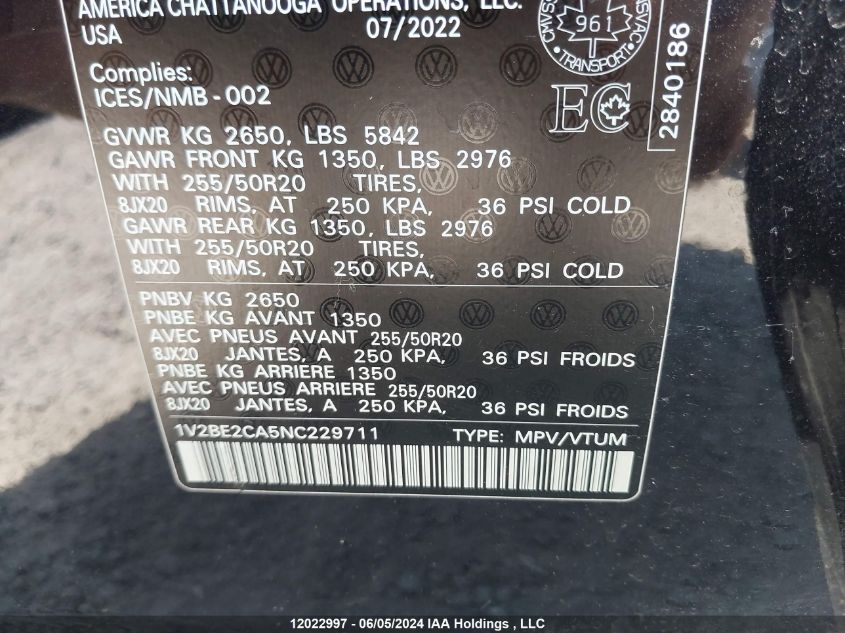 AMERICA CHATTANOOGA OPERATIONS, LLC.
USA 07/2022
Complies:
ICES/NMB-002
961
TRANSPORT
EC
2840186
GVWR KG 2650, LBS 5842
GAWR FRONT KG 1350, LBS 2976
WITH 255/50R20 TIRES,
8JX20 RIMS, AT 250 KPA, 36 PSI COLD
GAWR REAR KG 1350, LBS 2976
WITH 255/50R20 TIRES,
8JX20 RIMS, AT 250 KPA, 36 PSI COLD
PNBV KG 2650
PNBE KG AVANT 1350
AVEC PNEUS AVANT 255/50R20
8JX20 JANTES, A 250 KPA, 36 PSI FROIDS
PNBE KG ARRIERE 1350
AVEC PNEUS ARRIERE 255/50R20
8JX20 JANTES, A 250 KPA, 36 PSI FROIDS
1V2BE2CA5NC229711 TYPE: MPV/VTUM
12022997 - 06/05/2024 IAA Holdings , LLC